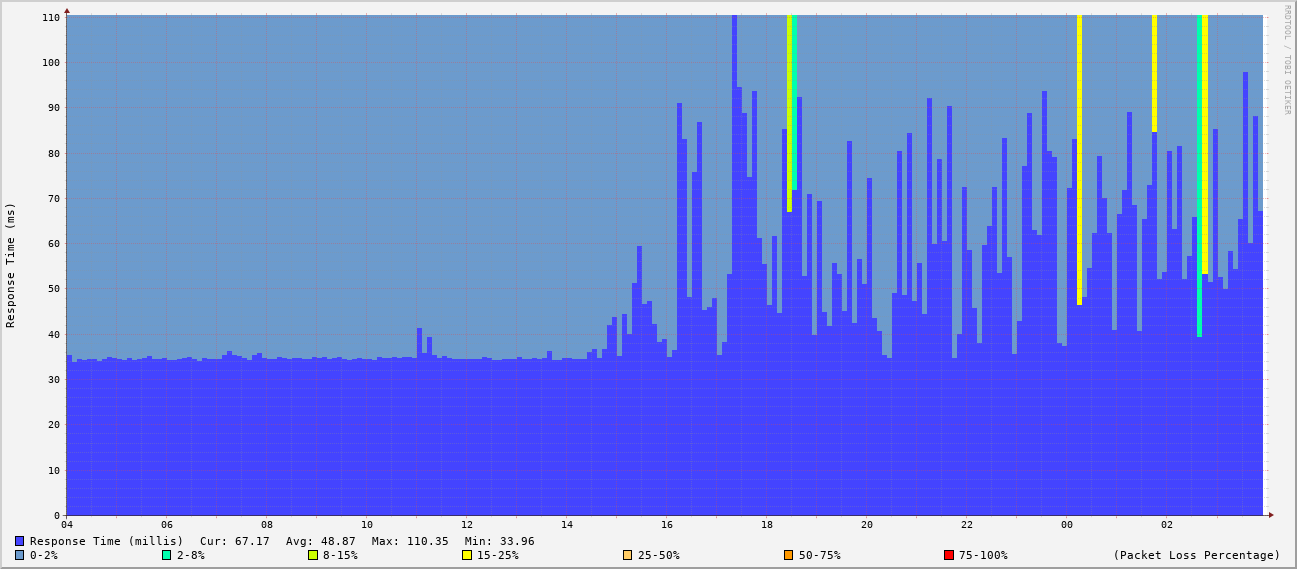 RRDTOOL / TOBI OETIKER
Response Time (ms)
110
100
90
80
70
60
50
40
30
20
10
0
04 06 08 10 12 14 16 18 20 22 00 02
Response Time (millis) Cur: 67.17 Avg: 48.87 Max: 110.35 Min: 33.96
0-2% 2-8% 8-15% 15-25% 25-50% 50-75% 75-100% (Packet Loss Percentage)